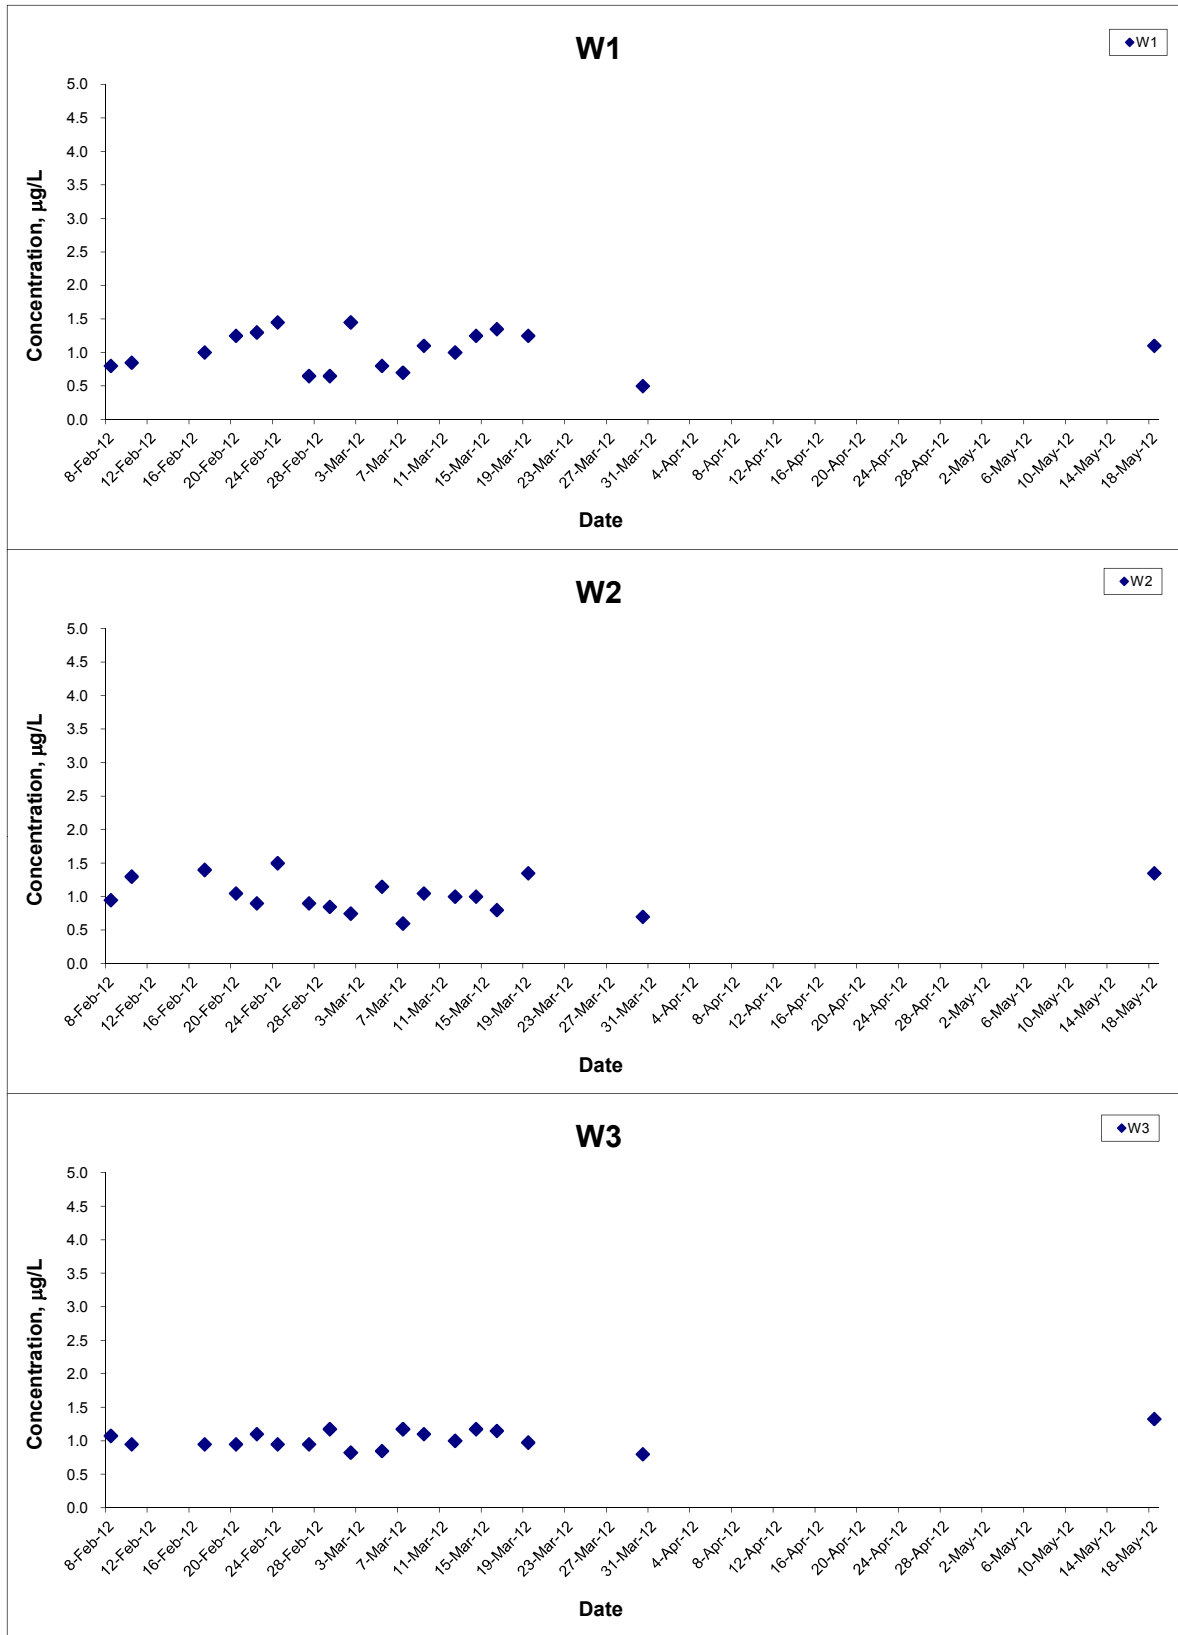 W1
W1
5.0
4.5
4.0
3.5
3.0
2.5
2.0
1.5
1.0
0.5
0.0
Concentration, µg/L
8-Feb-12
12-Feb-12
16-Feb-12
20-Feb-12
24-Feb-12
28-Feb-12
3-Mar-12
7-Mar-12
11-Mar-12
15-Mar-12
19-Mar-12
23-Mar-12
27-Mar-12
31-Mar-12
4-Apr-12
8-Apr-12
12-Apr-12
16-Apr-12
20-Apr-12
24-Apr-12
28-Apr-12
2-May-12
6-May-12
10-May-12
14-May-12
18-May-12
Date
W2
W2
5.0
4.5
4.0
3.5
3.0
2.5
2.0
1.5
1.0
0.5
0.0
Concentration, µg/L
8-Feb-12
12-Feb-12
16-Feb-12
20-Feb-12
24-Feb-12
28-Feb-12
3-Mar-12
7-Mar-12
11-Mar-12
15-Mar-12
19-Mar-12
23-Mar-12
27-Mar-12
31-Mar-12
4-Apr-12
8-Apr-12
12-Apr-12
16-Apr-12
20-Apr-12
24-Apr-12
28-Apr-12
2-May-12
6-May-12
10-May-12
14-May-12
18-May-12
Date
W3
W3
5.0
4.5
4.0
3.5
3.0
2.5
2.0
1.5
1.0
0.5
0.0
Concentration, µg/L
8-Feb-12
12-Feb-12
16-Feb-12
20-Feb-12
24-Feb-12
28-Feb-12
3-Mar-12
7-Mar-12
11-Mar-12
15-Mar-12
19-Mar-12
23-Mar-12
27-Mar-12
31-Mar-12
4-Apr-12
8-Apr-12
12-Apr-12
16-Apr-12
20-Apr-12
24-Apr-12
28-Apr-12
2-May-12
6-May-12
10-May-12
14-May-12
18-May-12
Date